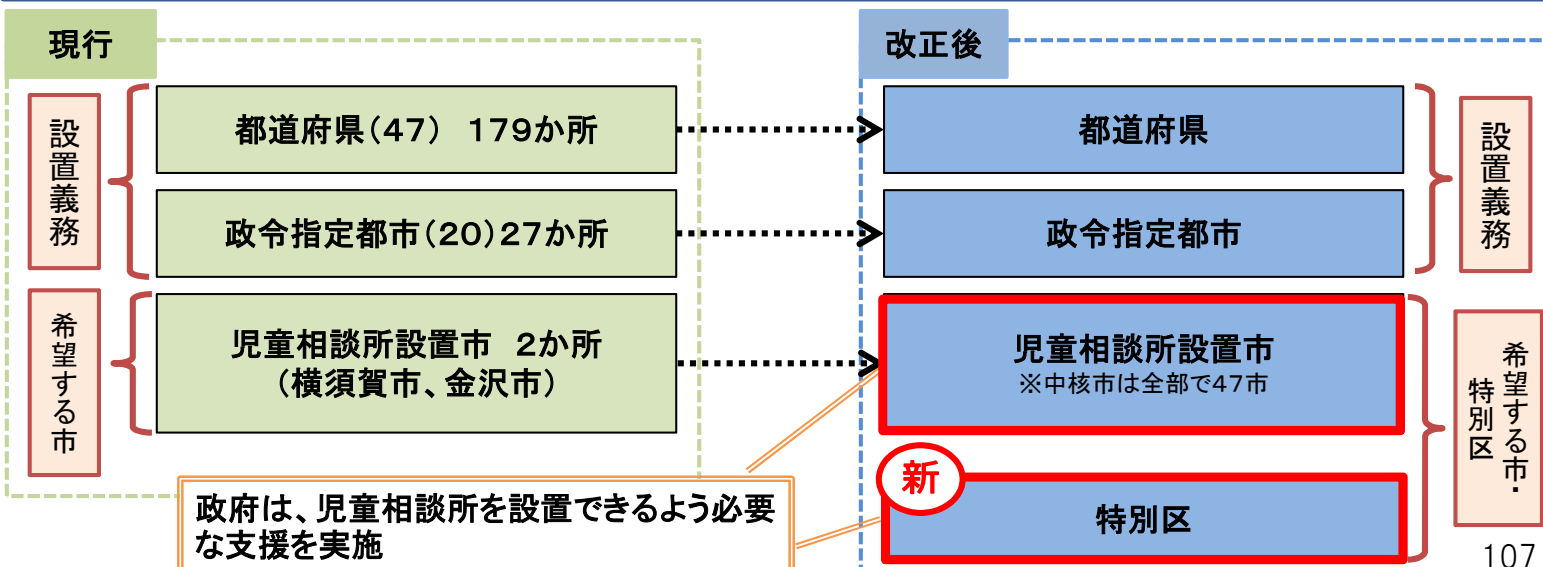 現行
設置義務
都道府県(47) 179か所
政令指定都市(20)27か所
希望する市
児童相談所設置市 2か所
(横須賀市、金沢市)
政府は、児童相談所を設置できるよう必要
な支援を実施
改正後
都道府県
政令指定都市
設置義務
児童相談所設置市
※中核市は全部で47市
新
特別区
希望する市・
特別区
107